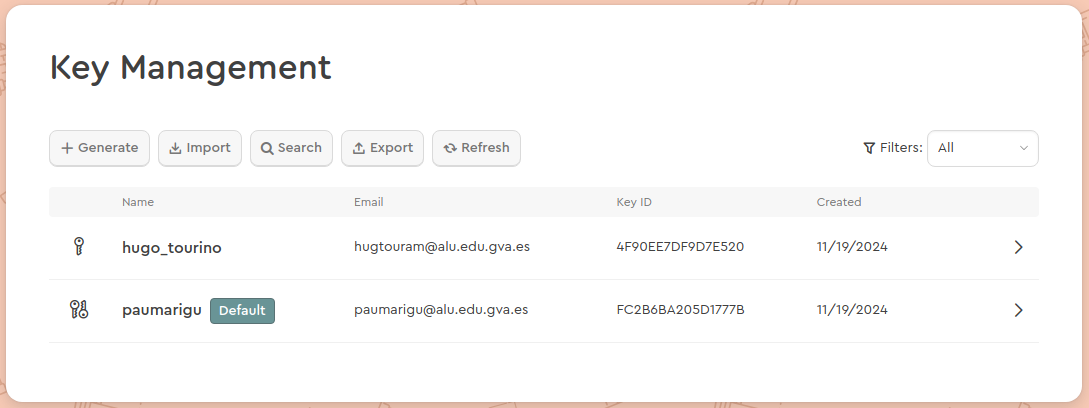 Key Management
Generate Import Search Export Refresh Filters: All
Name Email Key ID Created
hugo_tourino hugtouram@alu.edu.gva.es 4F90EE7DF9D7E520 11/19/2024
paumarigu Default paumarigu@alu.edu.gva.es FC2B6BA205D1777B 11/19/2024